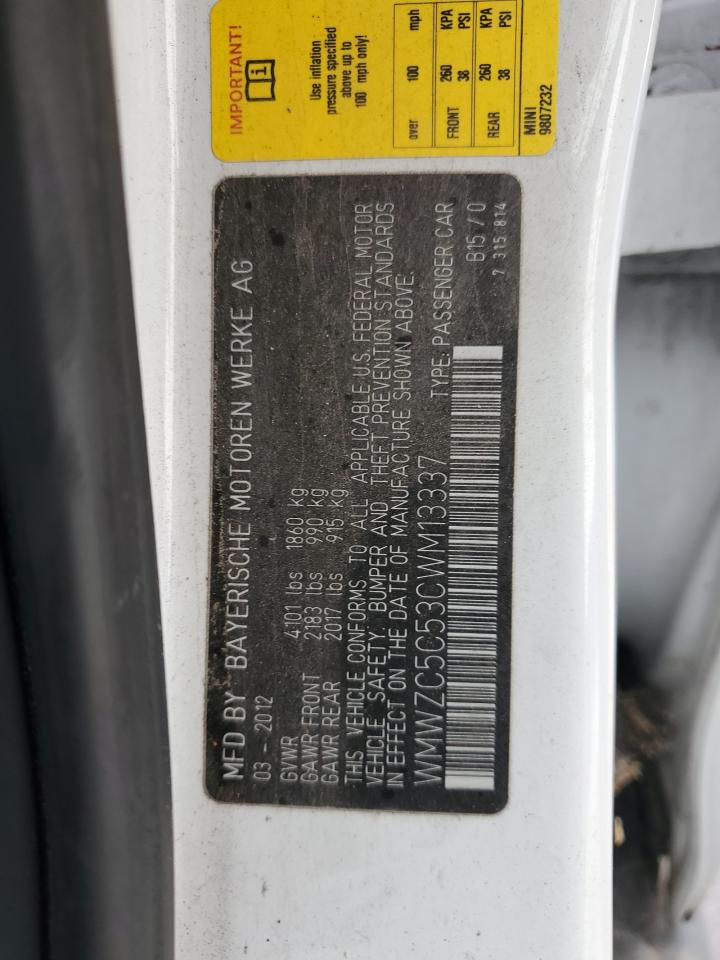 IMPORTANT!
i
Use inflation
pressure specified
above up to
100 mph only!
over 100 mph
FRONT 260 KPA
38 PSI
REAR 260 KPA
38 PSI
MINI
9807232
MFD BY BAYERISCHE MOTOREN WERKE AG
03 - 2012
GVWR 4101 lbs 1860 kg
GAWR FRONT 2183 lbs 990 kg
GAWR REAR 2017 lbs 915 kg
THIS VEHICLE CONFORMS TO ALL APPLICABLE U.S. FEDERAL MOTOR
VEHICLE SAFETY, BUMPER AND THEFT PREVENTION STANDARDS
IN EFFECT ON THE DATE OF MANUFACTURE SHOWN ABOVE.
WMWZC5C53CWM13337 TYPE: PASSENGER CAR
B15 / 0
7 315 814